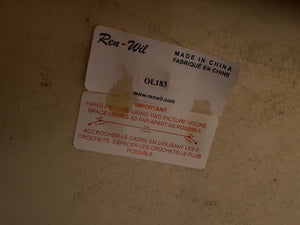 Ren-Wil
MADE IN CHINA
FABRIQUÉ EN CHINE
OL183
www.renwil.com
IMPORTANT
HANG PICTURE USING TWO PICTURE HOOKS
SPACE HOOKS AS FAR APART AS POSSIBLE
ACCROCHER LE CADRE EN UTILISANT LES 2
CROCHETS. ESPACER LES CROCHETS LE PLUS
POSSIBLE